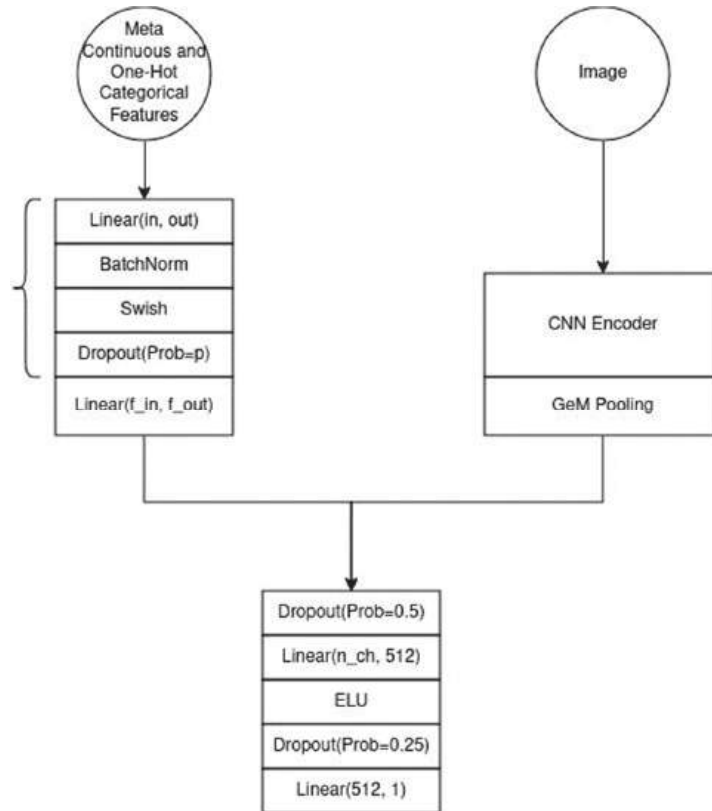 Meta
Continuous and
One-Hot
Categorical
Features
Image
Linear(in, out)
BatchNorm
Swish
Dropout(Prob=p)
Linear(f_in, f_out)
CNN Encoder
GeM Pooling
Dropout(Prob=0.5)
Linear(n_ch, 512)
ELU
Dropout(Prob=0.25)
Linear(512, 1)